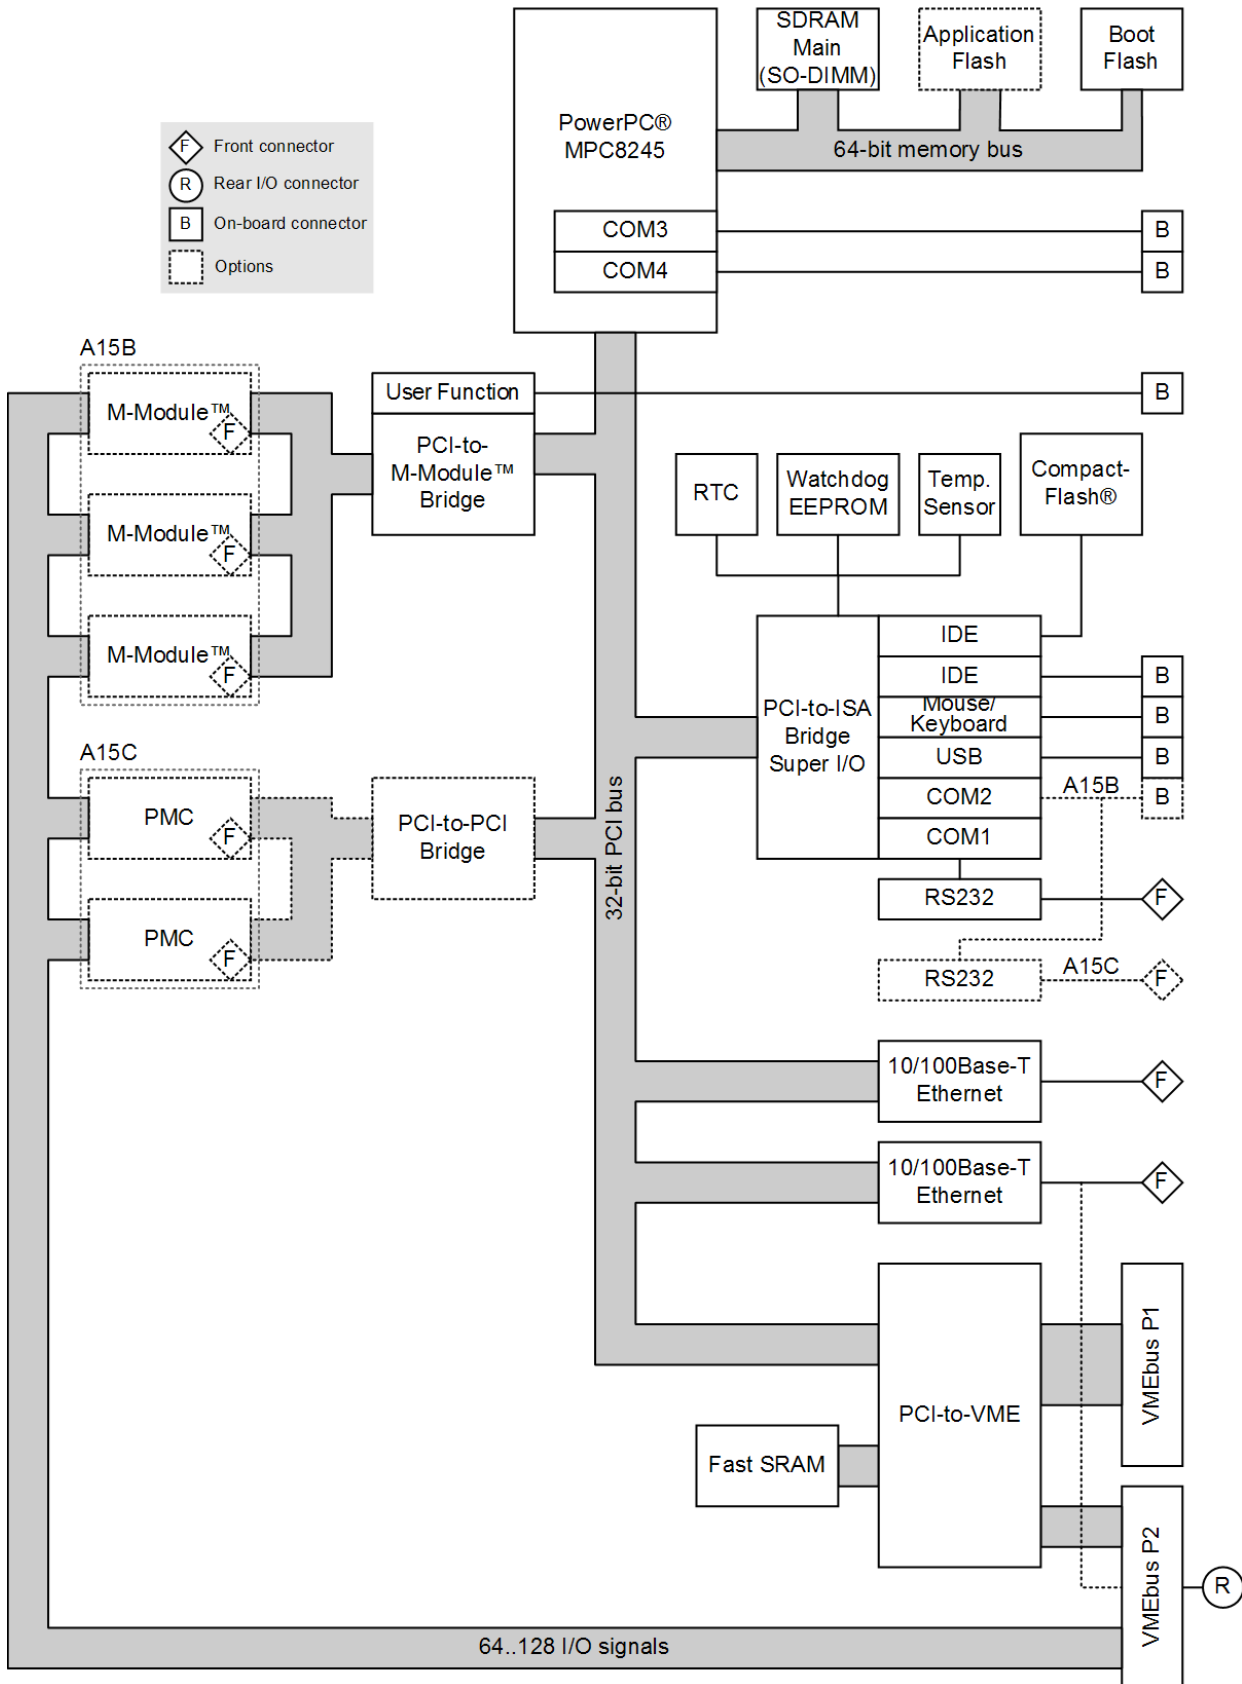 SDRAM
Main
(SO-DIMM)
Application
Flash
Boot
Flash
PowerPC®
MPC8245
64-bit memory bus
F Front connector
R Rear I/O connector
B On-board connector
Options
COM3
B
COM4
B
A15B
M-Module™
F
M-Module™
F
M-Module™
F
User Function
B
PCI-to-
M-Module™
Bridge
RTC
Watchdog
EEPROM
Temp.
Sensor
Compact-
Flash®
PCI-to-ISA
Bridge
Super I/O
IDE
IDE
B
Mouse/
Keyboard
B
USB
B
COM2
A15B
B
COM1
RS232
F
RS232
A15C
F
A15C
PMC
F
PMC
F
PCI-to-PCI
Bridge
32-bit PCI bus
10/100Base-T
Ethernet
F
10/100Base-T
Ethernet
F
PCI-to-VME
Fast SRAM
VMEbus P1
VMEbus P2
R
64..128 I/O signals